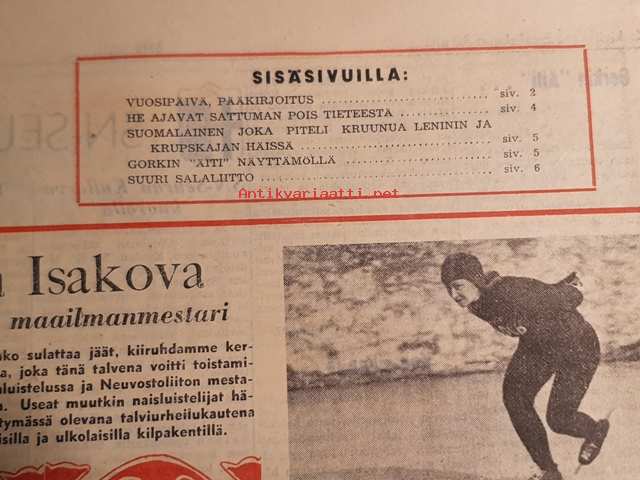 SISÄSIVUILLA:
VUOSIPÄIVÄ, PÄÄKIRJOITUS siv. 2
HE AJAVAT SATTUMAN POIS TIETEESTÄ siv. 4
SUOMALAINEN JOKA PITELI KRUUNUA LENININ JA
KRUPSKAJAN HÄISSÄ siv. 5
GORKIN "ÄITI" NÄYTTÄMÖLLÄ siv. 5
SUURI SALALIITTO siv. 6
Antikvariaatti.net
Isakova
maailmanmestari
ko sulattaa jäät, kiiruhdamme ker-
a, joka tänä talvena voitti toistami-
luistelussa ja Neuvostoliiton mesta-
a. Useat muutkin naisluistelijat hä-
tymässä olevana talviurheilukautena
isillä ja ulkolaisilla kilpakentillä.